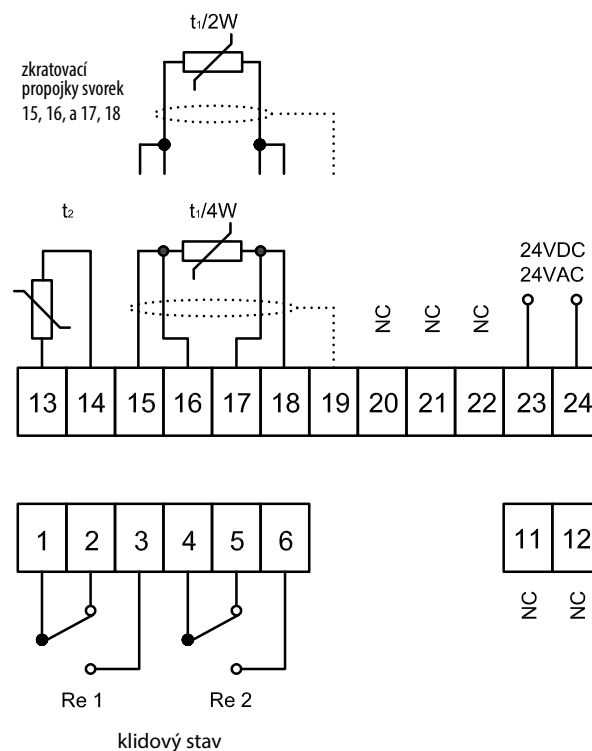 t₁/2W
zkratovací
propojky svorek
15, 16, a 17, 18
t₂
t₁/4W
24VDC
24VAC
NC NC NC
13 14 15 16 17 18 19 20 21 22 23 24
1 2 3 4 5 6
11 12
NC NC
Re 1 Re 2
klidový stav